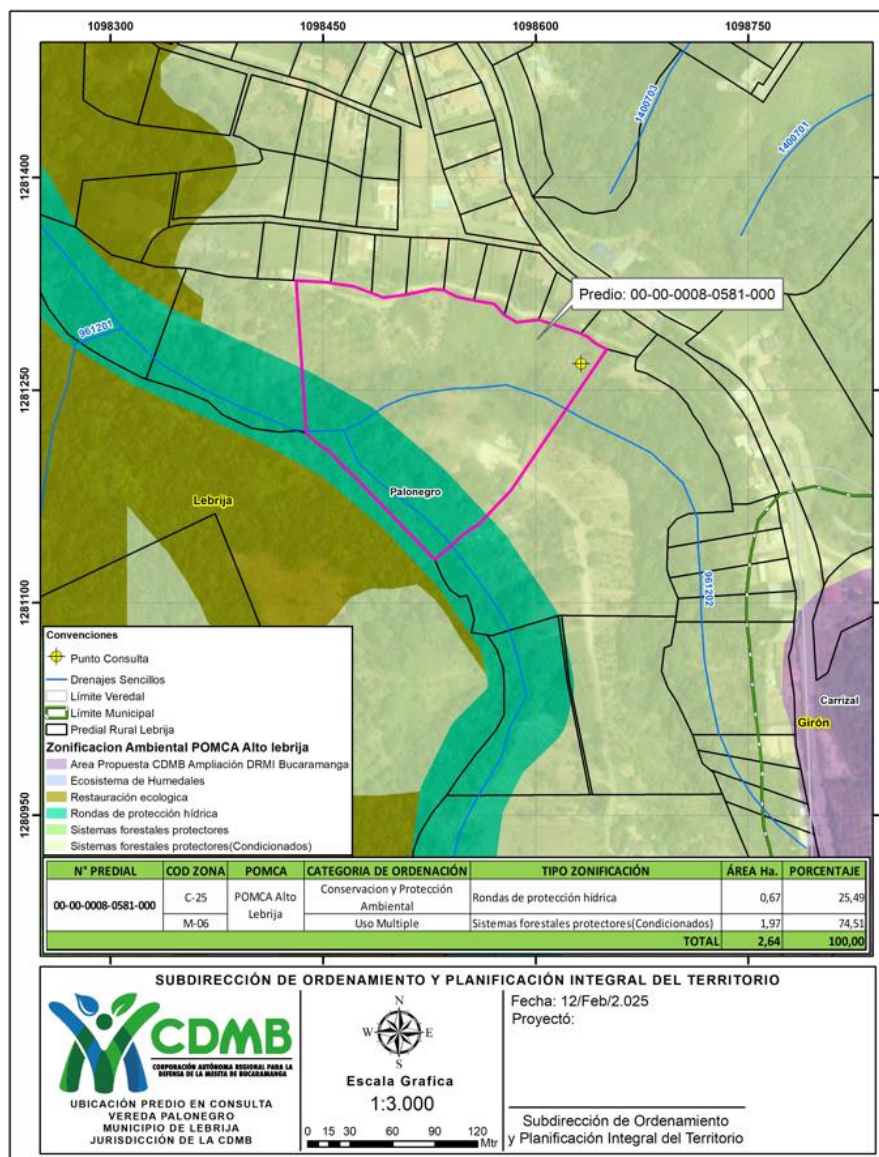 1098300 1098450 1098600 1098750
1281400
1281250
1281100
1280950
1400703
1400701
Predio: 00-00-0008-0581-000
961201
Palonegro
Lebrija
961202
Carrizal
Girón
Convenciones
Punto Consulta
Drenajes Sencillos
Límite Veredal
Límite Municipal
Predial Rural Lebrija
Zonificacion Ambiental POMCA Alto lebrija
Area Propuesta CDMB Ampliación DRMI Bucaramanga
Ecosistema de Humedales
Restauración ecologica
Rondas de protección hídrica
Sistemas forestales protectores
Sistemas forestales protectores(Condicionados)
N° PREDIAL COD ZONA POMCA CATEGORIA DE ORDENACIÓN TIPO ZONIFICACIÓN ÁREA Ha. PORCENTAJE
00-00-0008-0581-000 C-25 POMCA Alto Lebrija Conservacion y Protección Ambiental Rondas de protección hídrica 0,67 25,49
M-06 Uso Multiple Sistemas forestales protectores(Condicionados) 1,97 74,51
TOTAL 2,64 100,00
SUBDIRECCIÓN DE ORDENAMIENTO Y PLANIFICACIÓN INTEGRAL DEL TERRITORIO
CDMB
CORPORACIÓN AUTÓNOMA REGIONAL PARA LA
DEFENSA DE LA MESETA DE BUCARAMANGA
UBICACIÓN PREDIO EN CONSULTA
VEREDA PALONEGRO
MUNICIPIO DE LEBRIJA
JURISDICCIÓN DE LA CDMB
N
W E
S
Escala Grafica
1:3.000
0 15 30 60 90 120
Mtr
Fecha: 12/Feb/2.025
Proyectó:
Subdirección de Ordenamiento
y Planificación Integral del Territorio